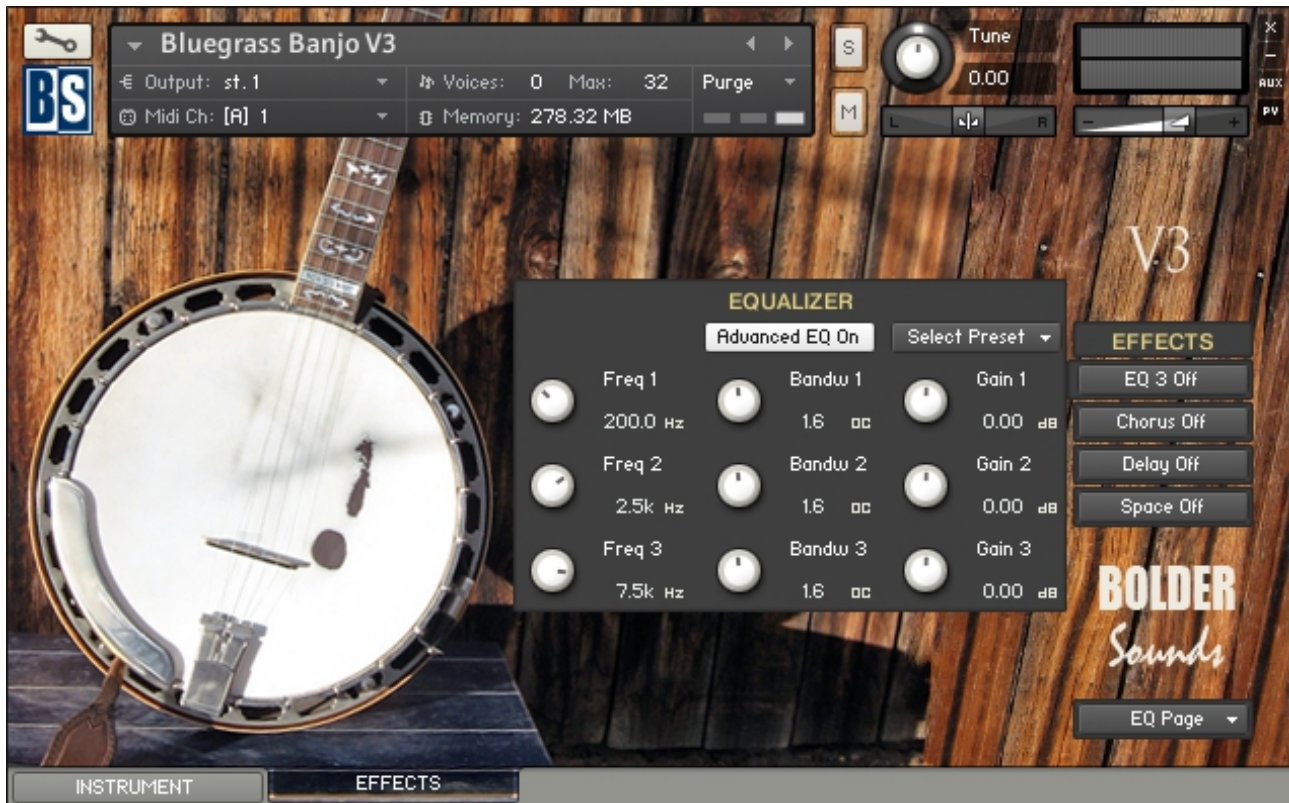 Bluegrass Banjo V3
Output: st.1
Voices: 0 Max: 32
Purge
Midi Ch: [A] 1
Memory: 278.32 MB
S
M
Tune
0.00
L
R
-
+
X
-
AUX
PV
BS
V3
EQUALIZER
Advanced EQ On
Select Preset
Freq 1
Bandw 1
Gain 1
200.0 Hz
1.6 OC
0.00 dB
Freq 2
Bandw 2
Gain 2
2.5k Hz
1.6 OC
0.00 dB
Freq 3
Bandw 3
Gain 3
7.5k Hz
1.6 OC
0.00 dB
EFFECTS
EQ 3 Off
Chorus Off
Delay Off
Space Off
BOLDER
Sounds
EQ Page
INSTRUMENT
EFFECTS